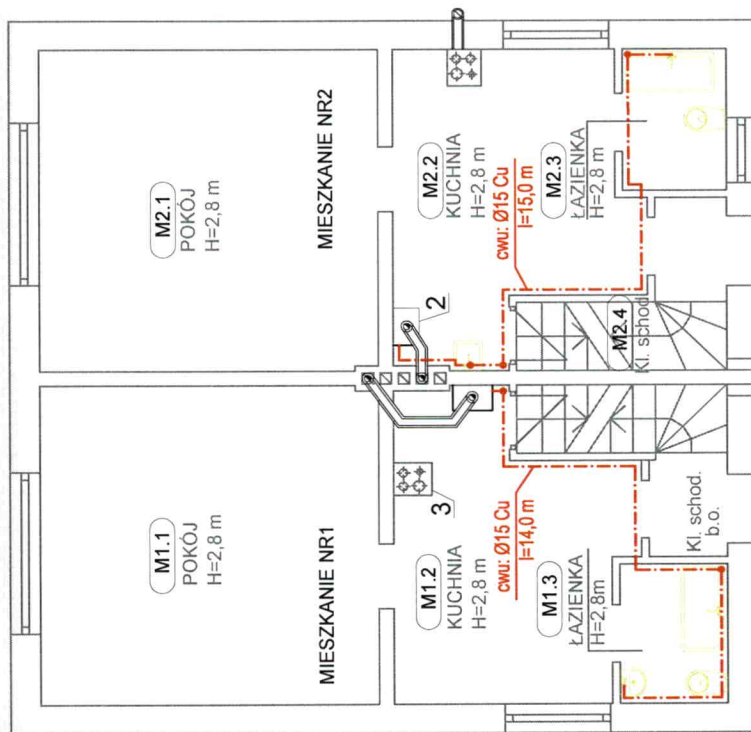 M2.1
POKÓJ
H=2,8 m
MIESZKANIE NR2
M2.2
KUCHNIA
H=2,8 m
cwu: Ø15 Cu
l=15,0 m
M2.3
ŁAZIENKA
H=2,8 m
2
M2.4
Kl. schod.
M1.1
POKÓJ
H=2,8 m
MIESZKANIE NR1
3
M1.2
KUCHNIA
H=2,8 m
cwu: Ø15 Cu
l=14,0 m
M1.3
ŁAZIENKA
H=2,8m
Kl. schod.
b.o.